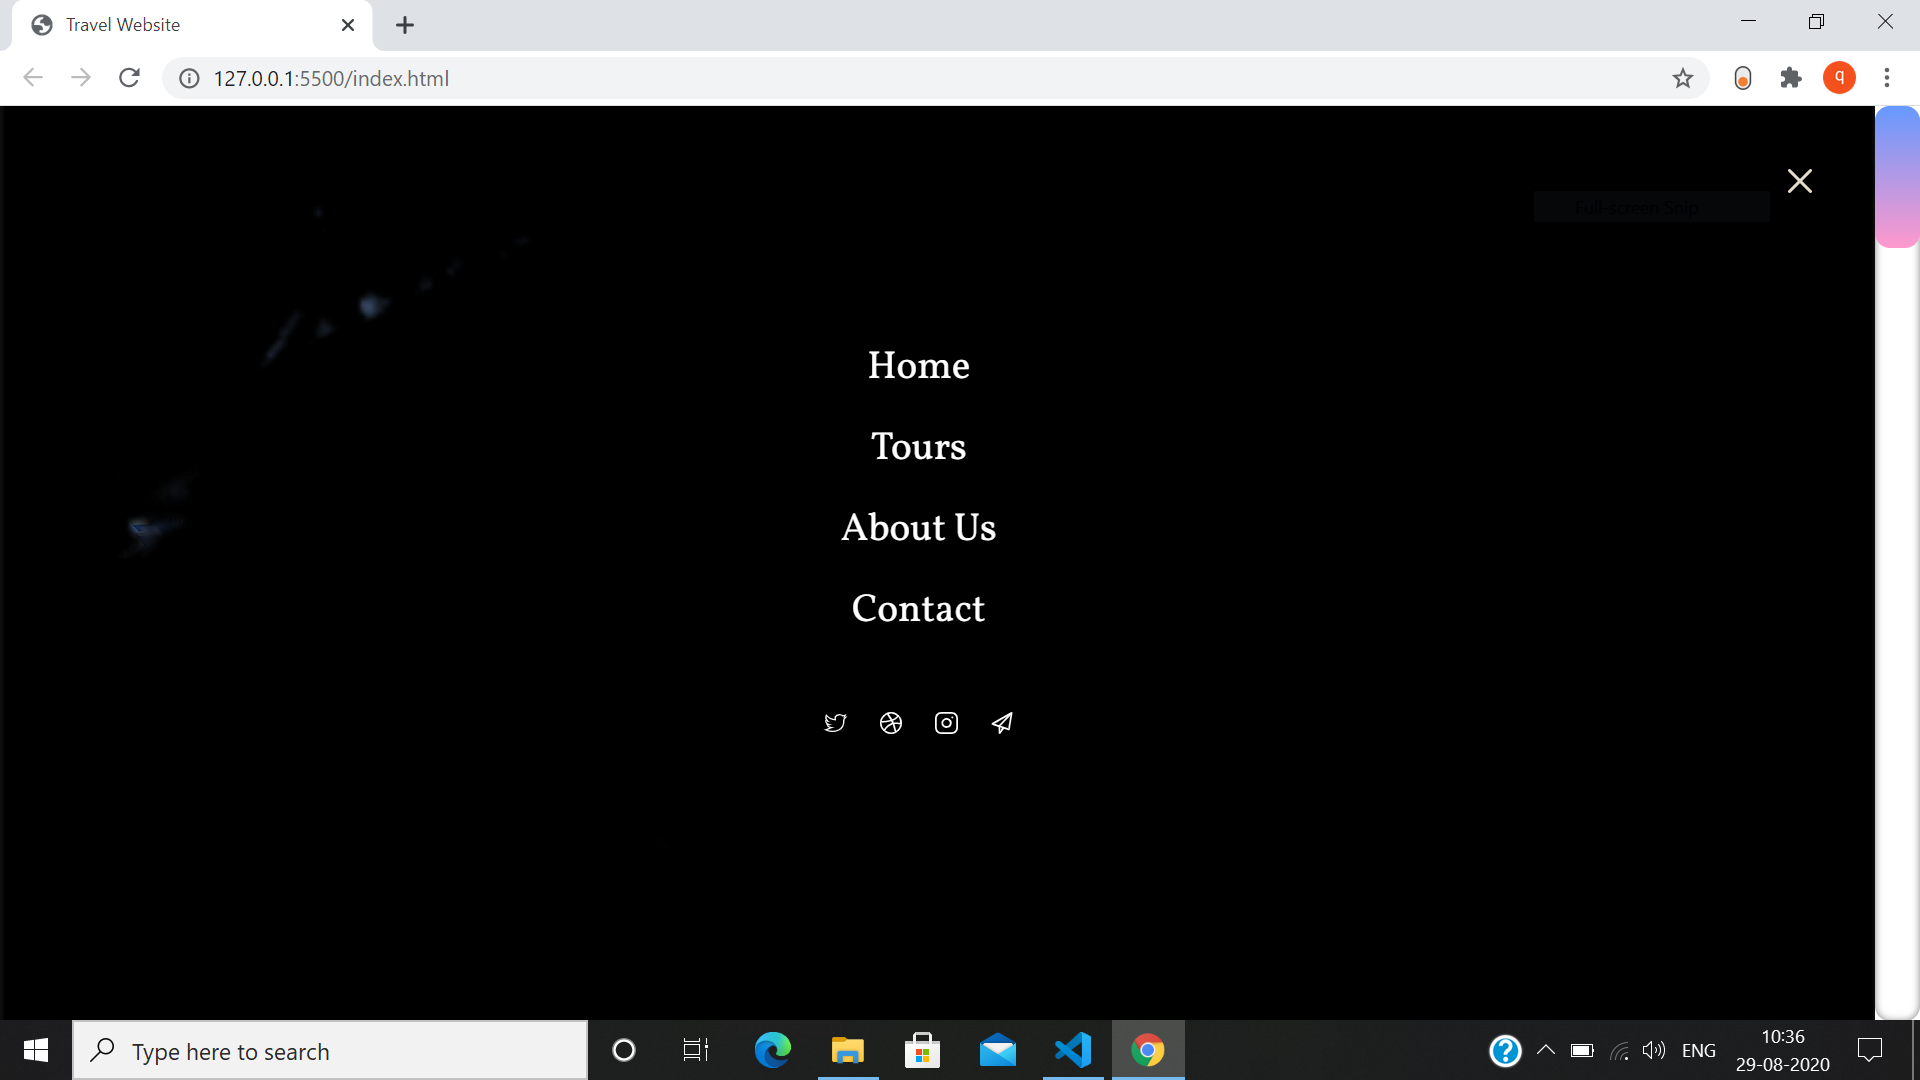 Travel Website
127.0.0.1:5500/index.html
q
Full-screen Snip
Home
Tours
About Us
Contact
Type here to search
ENG
10:36
29-08-2020